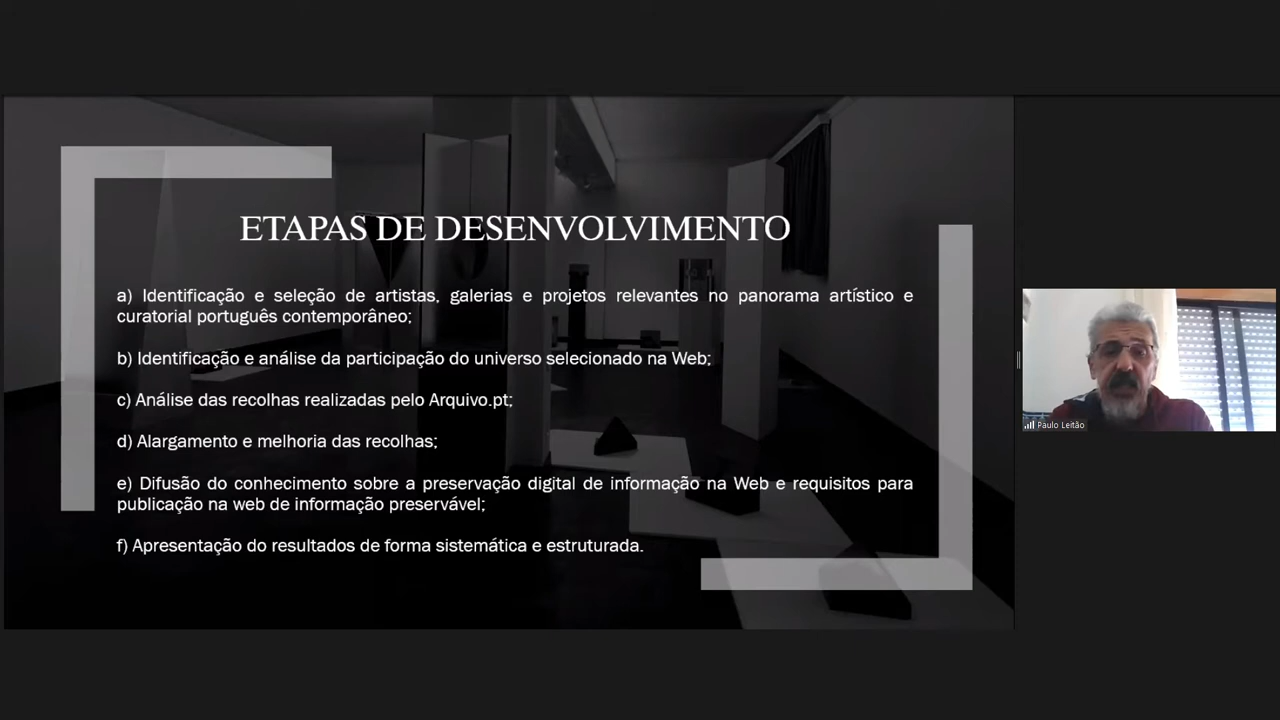 ETAPAS DE DESENVOLVIMENTO
a) Identificação e seleção de artistas, galerias e projetos relevantes no panorama artístico e
curatorial português contemporâneo;
b) Identificação e análise da participação do universo selecionado na Web;
c) Análise das recolhas realizadas pelo Arquivo.pt;
d) Alargamento e melhoria das recolhas;
e) Difusão do conhecimento sobre a preservação digital de informação na Web e requisitos para
publicação na web de informação preservável;
f) Apresentação do resultados de forma sistemática e estruturada.
Paulo Leitão